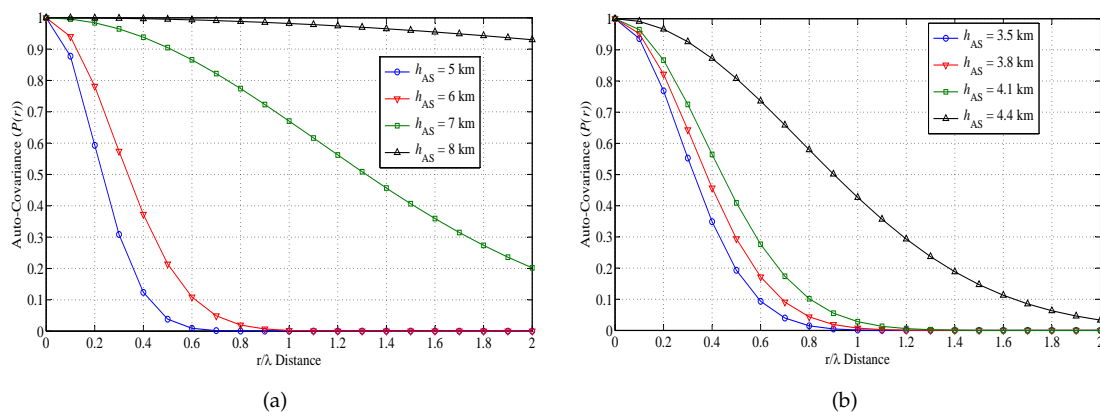 1
0.9
0.8
0.7
0.6
0.5
0.4
0.3
0.2
0.1
0
Auto-Covariance (P(r))
h_AS = 5 km
h_AS = 6 km
h_AS = 7 km
h_AS = 8 km
0 0.2 0.4 0.6 0.8 1 1.2 1.4 1.6 1.8 2
r/λ Distance
(a)
1
0.9
0.8
0.7
0.6
0.5
0.4
0.3
0.2
0.1
0
Auto-Covariance (P(r))
h_AS = 3.5 km
h_AS = 3.8 km
h_AS = 4.1 km
h_AS = 4.4 km
0 0.2 0.4 0.6 0.8 1 1.2 1.4 1.6 1.8 2
r/λ Distance
(b)